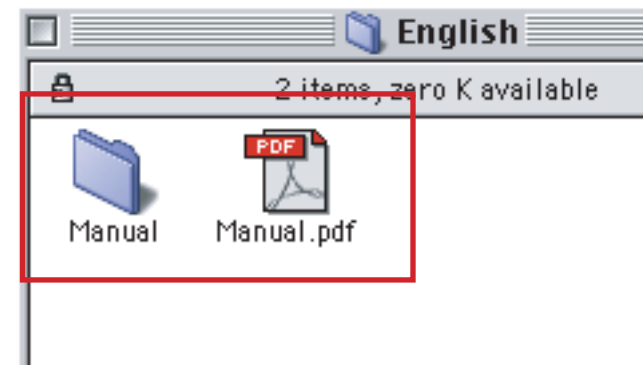 English
2 items, zero K available
PDF
Manual
Manual.pdf